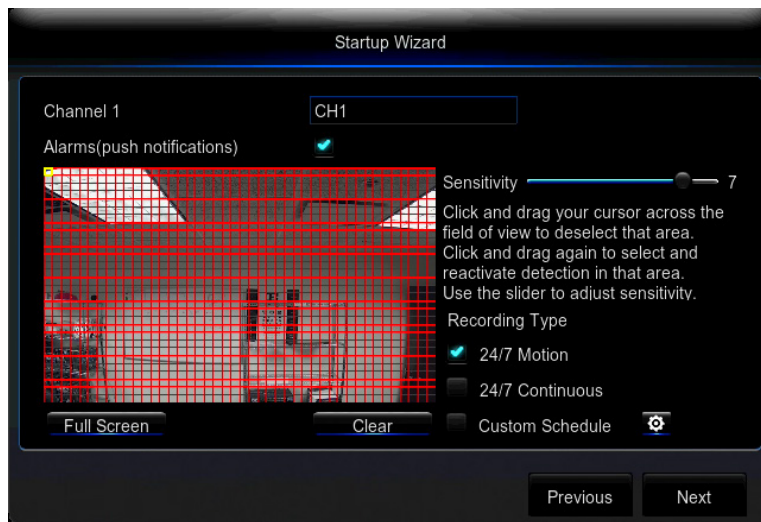 Startup Wizard
Channel 1 CH1
Alarms(push notifications)
Sensitivity 7
Click and drag your cursor across the
field of view to deselect that area.
Click and drag again to select and
reactivate detection in that area.
Use the slider to adjust sensitivity.
Recording Type
24/7 Motion
24/7 Continuous
Full Screen Clear Custom Schedule
Previous Next